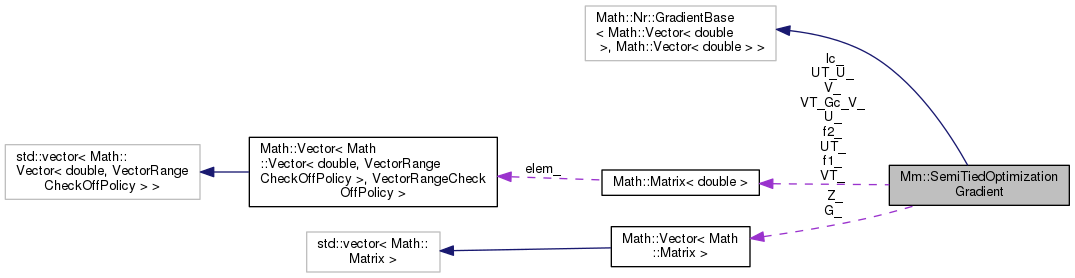 Math::Nr::GradientBase
< Math::Vector< double
>, Math::Vector< double > >
lc_
UT_U_
V_
VT_Gc_V_
U_
f2_
UT_
f1_
VT_
Z_
G_
std::vector< Math::
Vector< double, VectorRange
CheckOffPolicy > >
Math::Vector< Math
::Vector< double, VectorRange
CheckOffPolicy >, VectorRangeCheck
OffPolicy >
elem_
Math::Matrix< double >
Mm::SemiTiedOptimization
Gradient
std::vector< Math::
Matrix >
Math::Vector< Math
::Matrix >